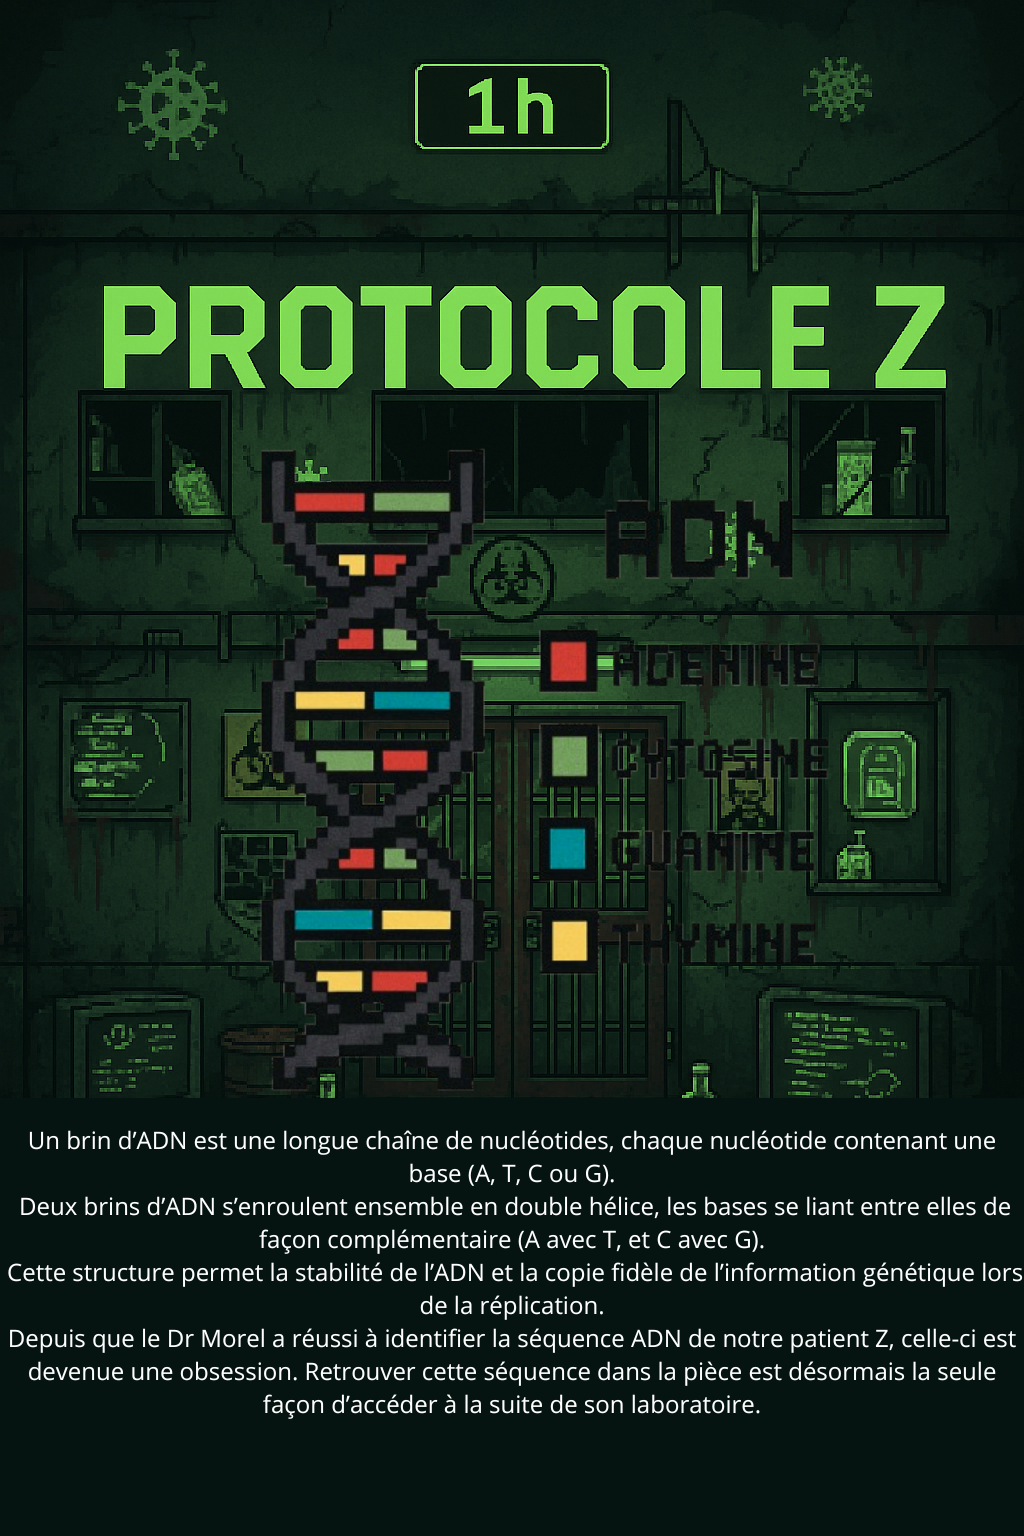 1h
PROTOCOLE Z
ADN
ADENINE
CYTOSINE
GUANINE
THYMINE
Un brin d’ADN est une longue chaîne de nucléotides, chaque nucléotide contenant une
base (A, T, C ou G).
Deux brins d’ADN s’enroulent ensemble en double hélice, les bases se liant entre elles de
façon complémentaire (A avec T, et C avec G).
Cette structure permet la stabilité de l’ADN et la copie fidèle de l’information génétique lors
de la réplication.
Depuis que le Dr Morel a réussi à identifier la séquence ADN de notre patient Z, celle-ci est
devenue une obsession. Retrouver cette séquence dans la pièce est désormais la seule
façon d’accéder à la suite de son laboratoire.